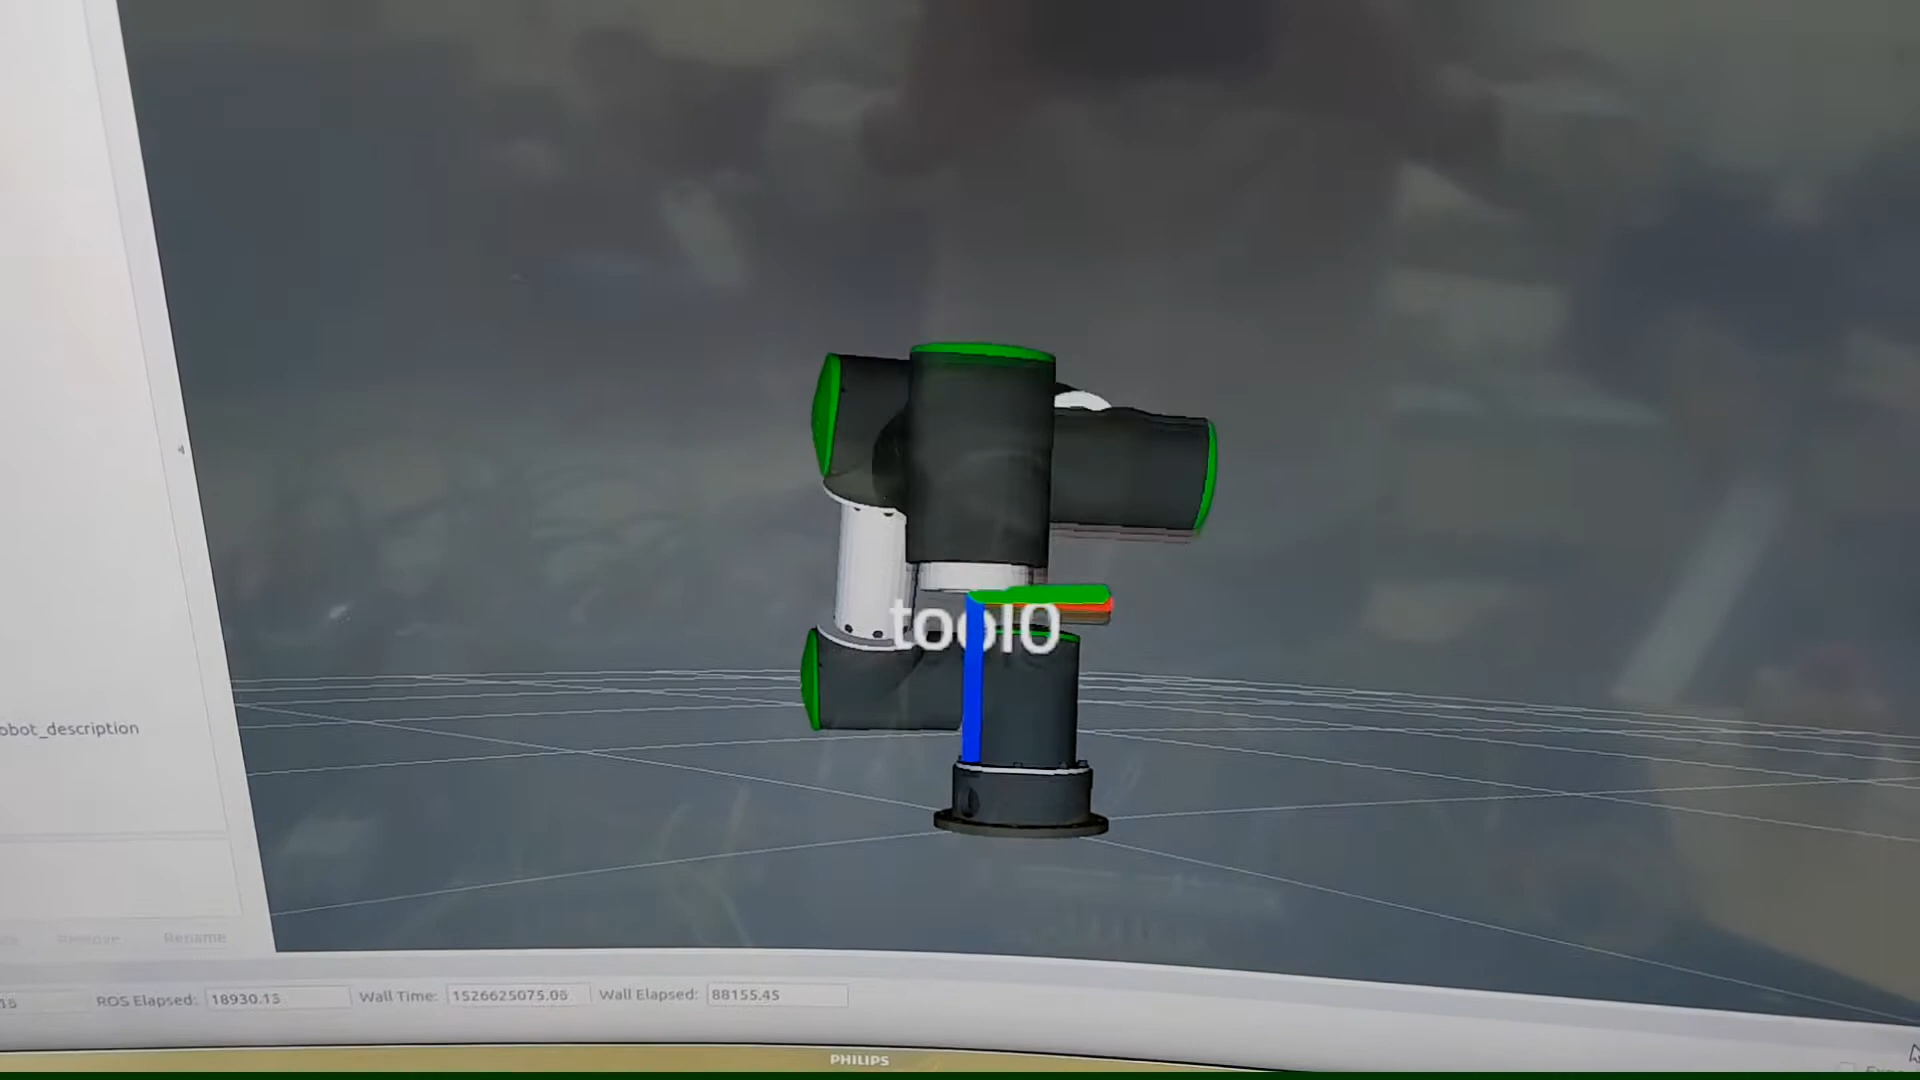 tool0
obot_description
Remove
Rename
ROS Elapsed: 18930.13
Wall Time: 1526625075.06
Wall Elapsed: 88155.45
PHILIPS